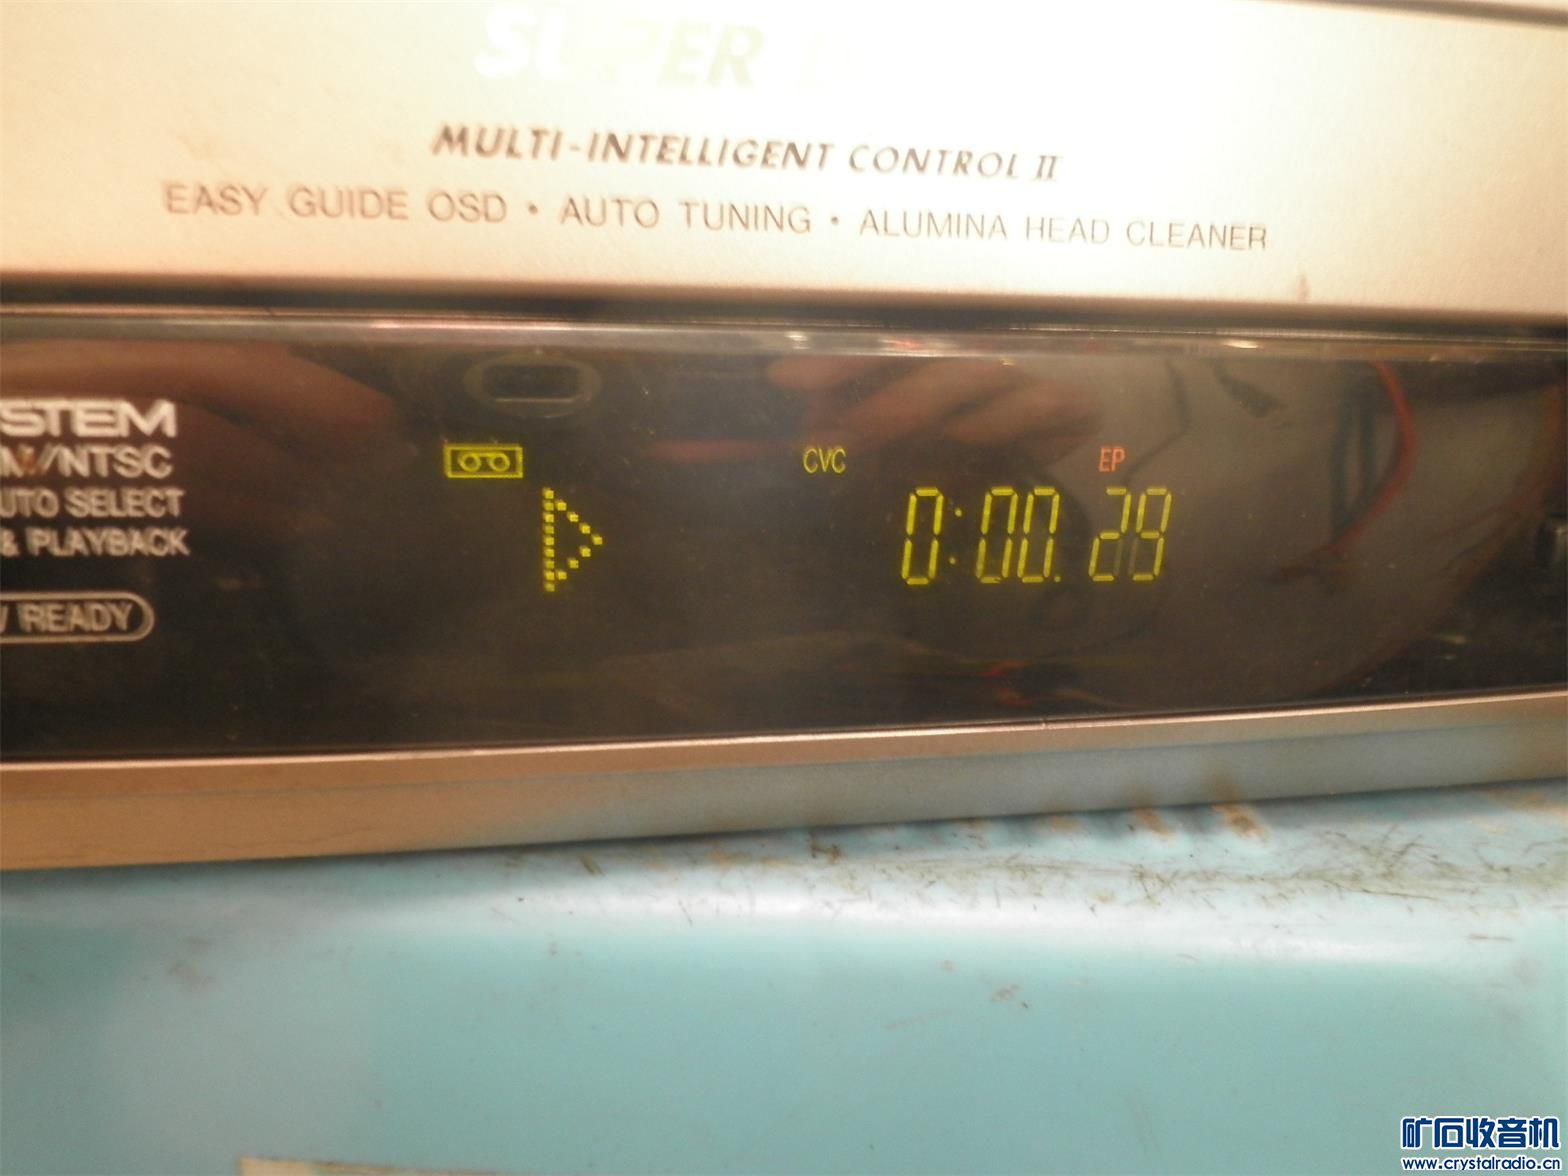 SUPER
MULTI-INTELLIGENT CONTROL II
EASY GUIDE OSD • AUTO TUNING • ALUMINA HEAD CLEANER
STEM
M/NTSC
UTO SELECT
& PLAYBACK
READY
CVC
EP
0:00.29
矿石收音机
www.crystalradio.cn